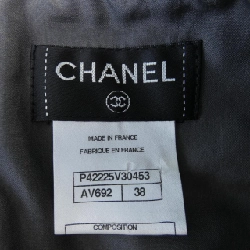 CHANEL
MADE IN FRANCE
FABRIQUE EN FRANCE
P42225V30453
AV692 38
COMPOSITION